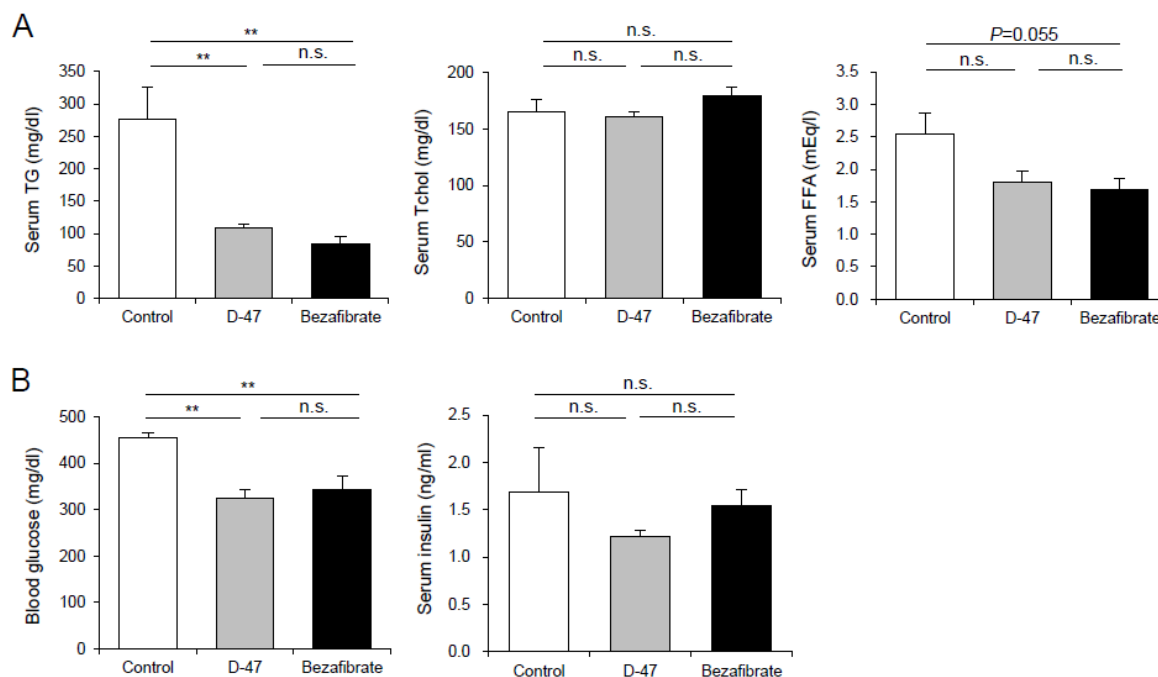 A
**
** n.s.
Serum TG (mg/dl)
350
300
250
200
150
100
50
0
Control D-47 Bezafibrate
n.s.
n.s. n.s.
Serum Tchol (mg/dl)
200
150
100
50
0
Control D-47 Bezafibrate
P=0.055
n.s. n.s.
Serum FFA (mEq/l)
3.5
3.0
2.5
2.0
1.5
1.0
0.5
0.0
Control D-47 Bezafibrate
B
**
** n.s.
Blood glucose (mg/dl)
500
400
300
200
100
0
Control D-47 Bezafibrate
n.s.
n.s. n.s.
Serum insulin (ng/ml)
2.5
2.0
1.5
1.0
0.5
0.0
Control D-47 Bezafibrate